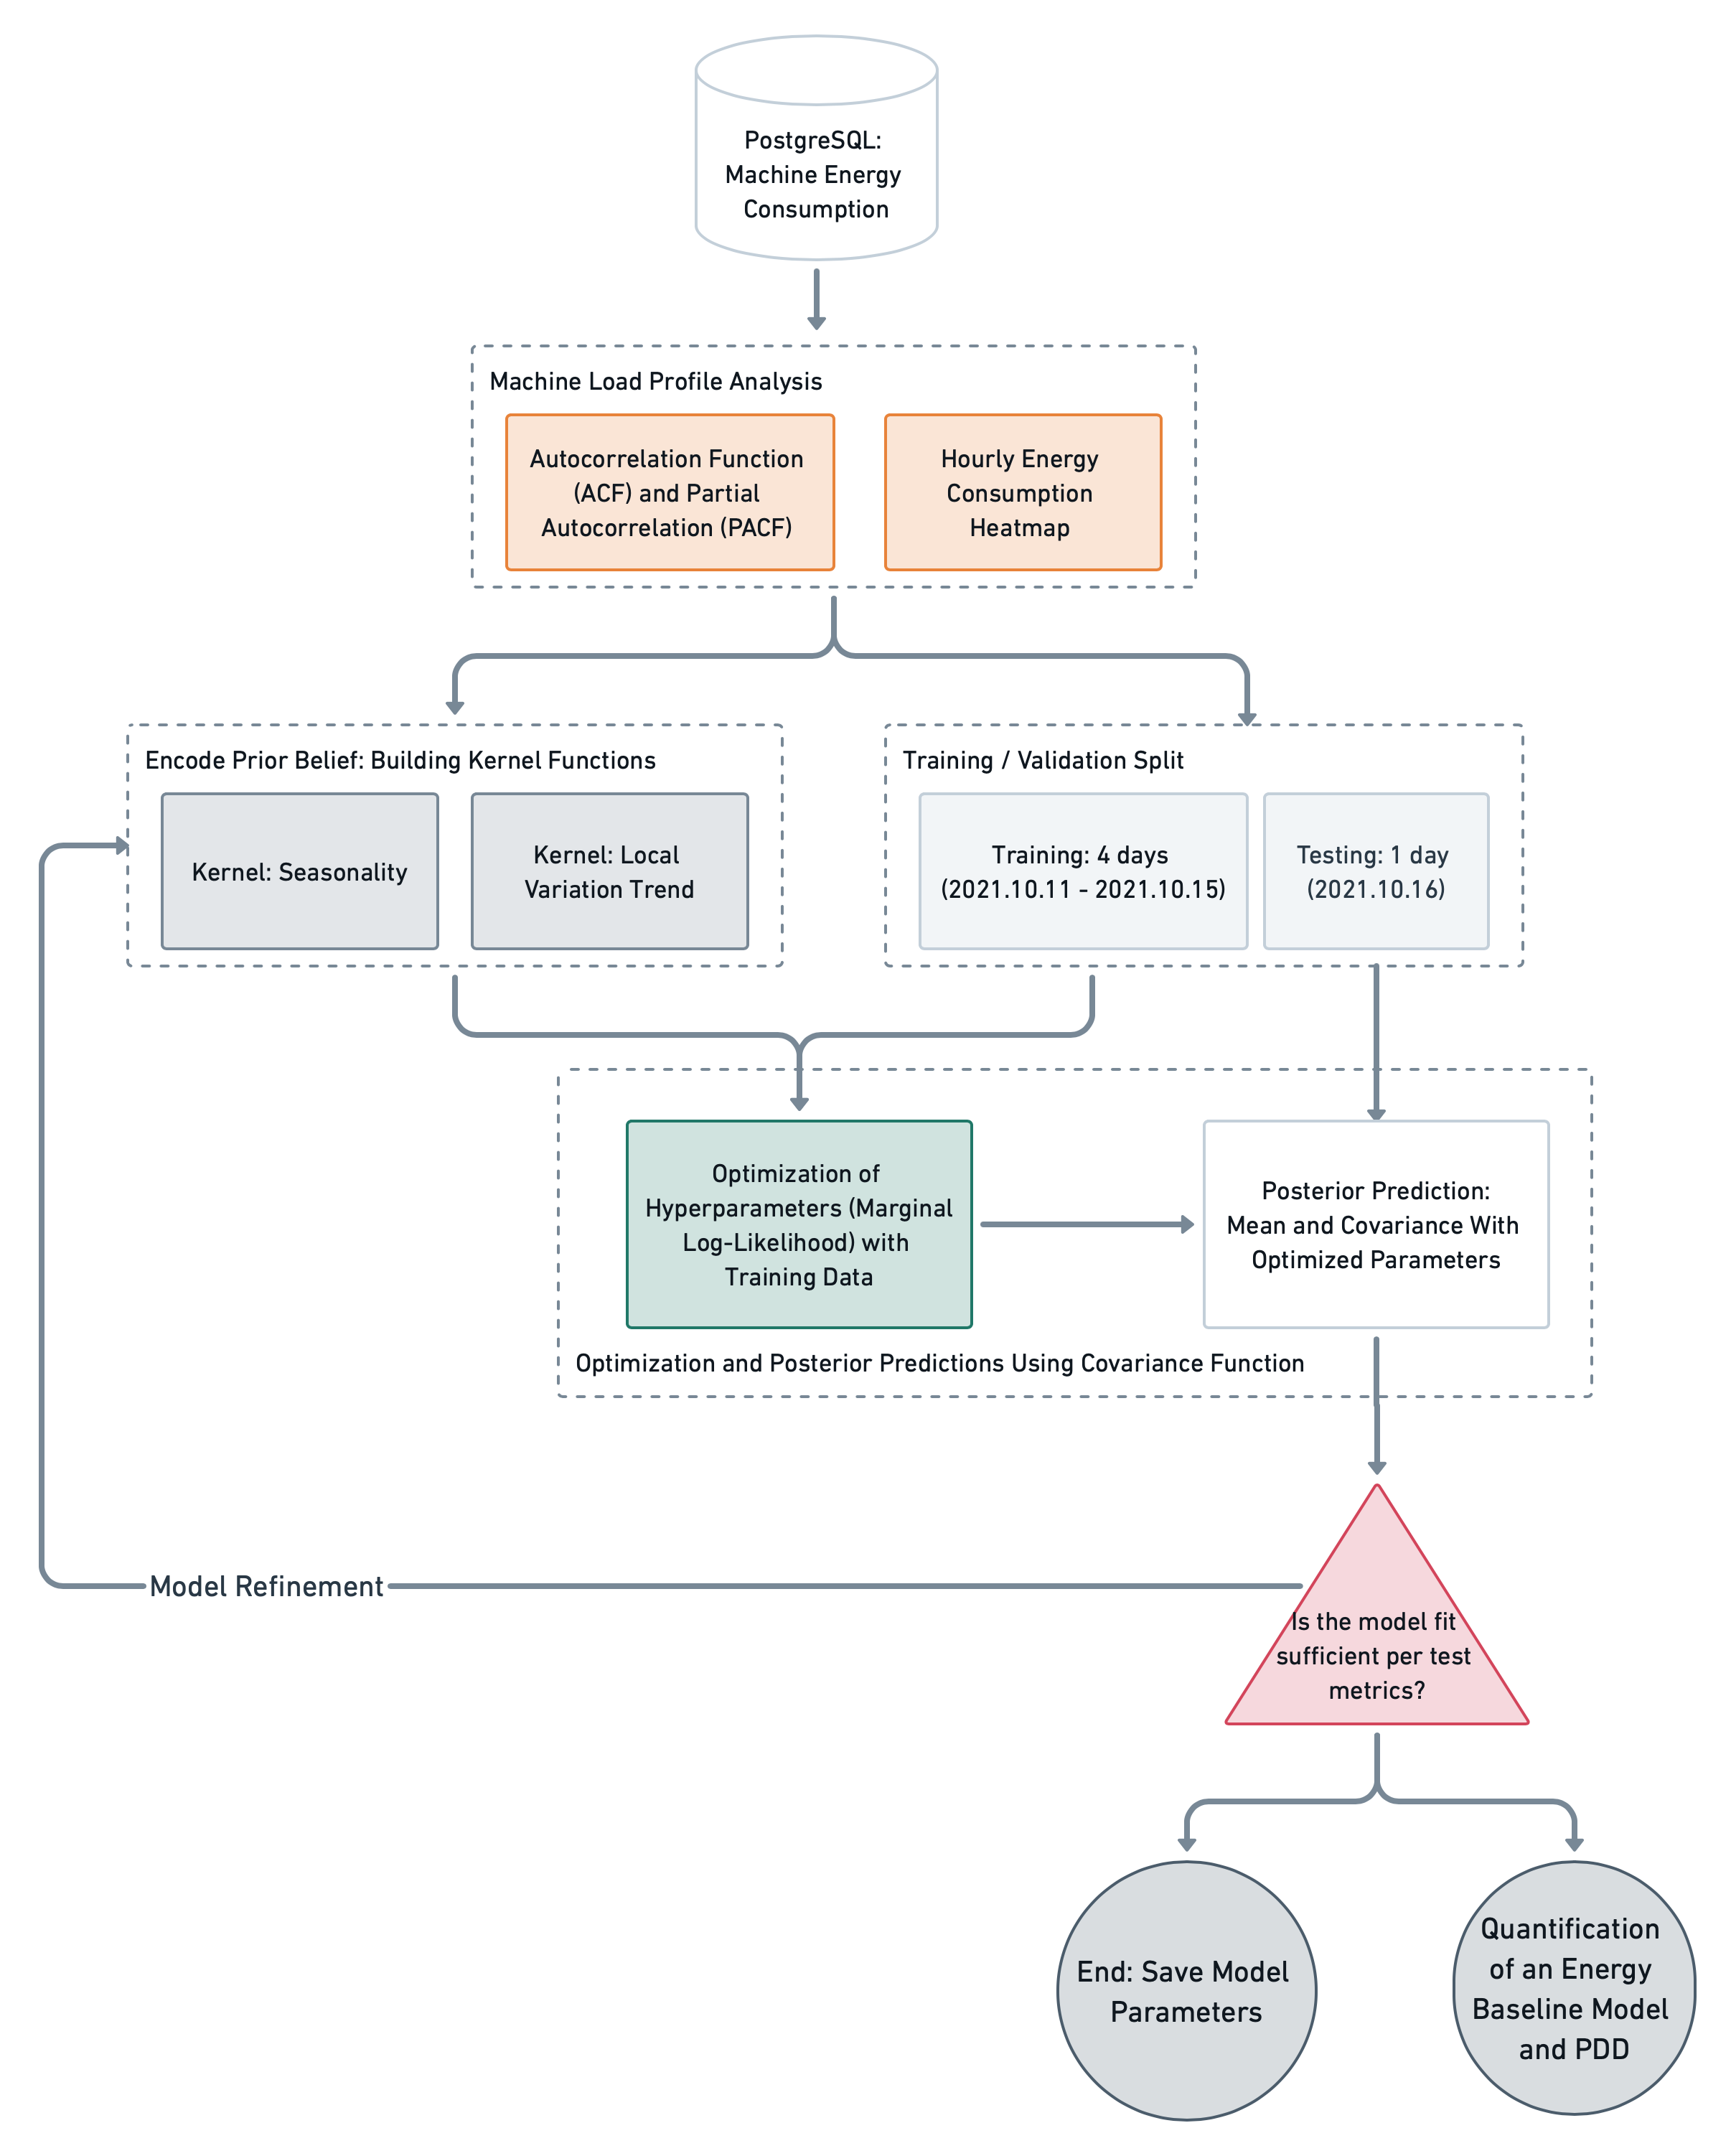 PostgreSQL:
Machine Energy
Consumption
Machine Load Profile Analysis
Autocorrelation Function
(ACF) and Partial
Autocorrelation (PACF)
Hourly Energy
Consumption
Heatmap
Encode Prior Belief: Building Kernel Functions
Kernel: Seasonality
Kernel: Local
Variation Trend
Training / Validation Split
Training: 4 days
(2021.10.11 - 2021.10.15)
Testing: 1 day
(2021.10.16)
Optimization of
Hyperparameters (Marginal
Log-Likelihood) with
Training Data
Posterior Prediction:
Mean and Covariance With
Optimized Parameters
Optimization and Posterior Predictions Using Covariance Function
Model Refinement
Is the model fit
sufficient per test
metrics?
End: Save Model
Parameters
Quantification
of an Energy
Baseline Model
and PDD